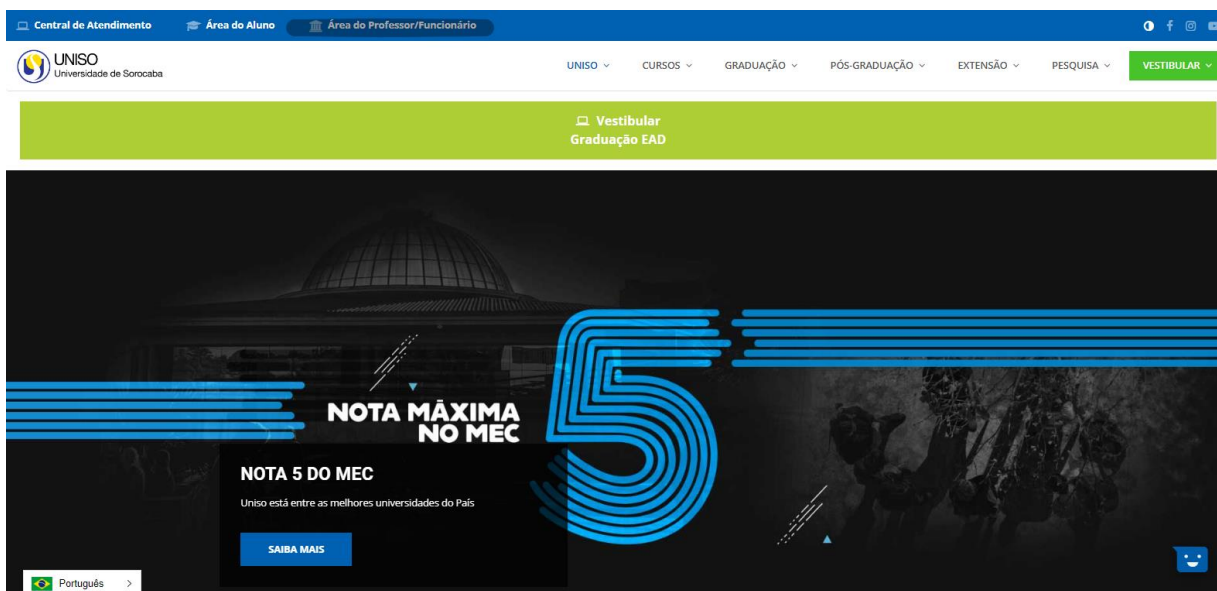 Central de Atendimento
Área do Aluno
Área do Professor/Funcionário
UNISO
Universidade de Sorocaba
UNISO
CURSOS
GRADUAÇÃO
PÓS-GRADUAÇÃO
EXTENSÃO
PESQUISA
VESTIBULAR
Vestibular
Graduação EAD
NOTA MÁXIMA
NO MEC
5
NOTA 5 DO MEC
Uniso está entre as melhores universidades do País
SAIBA MAIS
Português